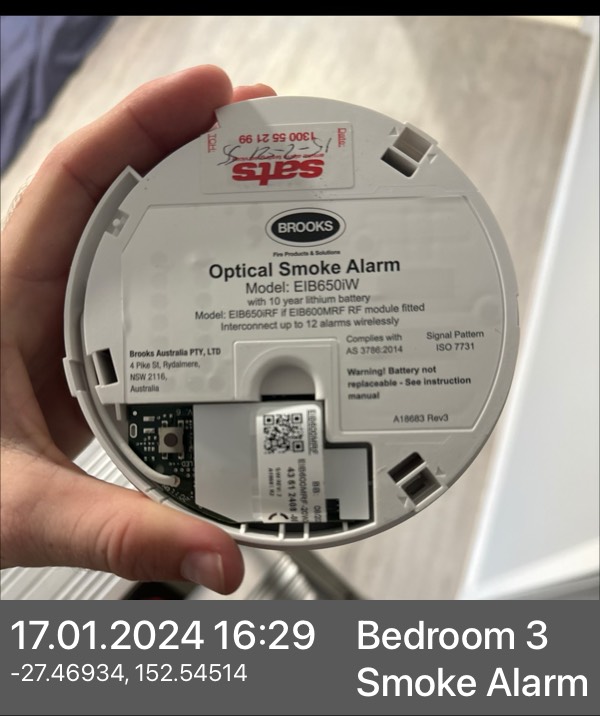 Date:
1300 55 21 99
sats
BROOKS
Fire Products & Solutions
Optical Smoke Alarm
Model: EIB650iW
with 10 year lithium battery
Model: EIB650iRF if EIB600MRF RF module fitted
Interconnect up to 12 alarms wirelessly
Brooks Australia PTY, LTD
4 Pike St, Rydalmere,
NSW 2116,
Australia
Complies with
AS 3786:2014
Signal Pattern
ISO 7731
Warning! Battery not
replaceable - See instruction
manual
A18683 Rev3
EIB600MRF
17.01.2024 16:29
-27.46934, 152.54514
Bedroom 3
Smoke Alarm